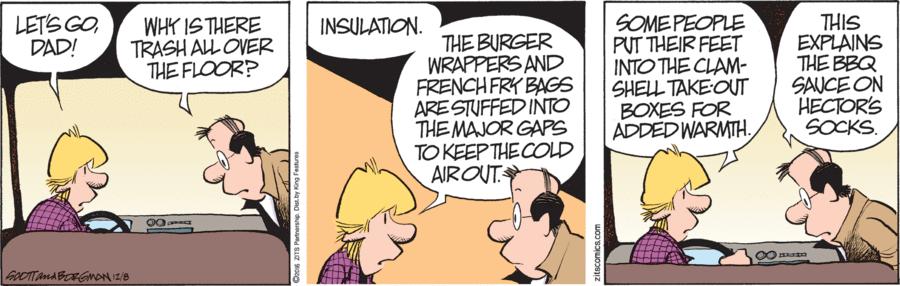 LET'S GO,
DAD!
WHY IS THERE
TRASH ALL OVER
THE FLOOR?
SCOTT and BORGMAN 12/8
©2016 ZITS Partnership. Dist. by King Features
INSULATION.
THE BURGER
WRAPPERS AND
FRENCH FRY BAGS
ARE STUFFED INTO
THE MAJOR GAPS
TO KEEP THE COLD
AIR OUT.
SOME PEOPLE
PUT THEIR FEET
INTO THE CLAM-
SHELL TAKE-OUT
BOXES FOR
ADDED WARMTH.
THIS
EXPLAINS
THE BBQ
SAUCE ON
HECTOR'S
SOCKS.
zitscomics.com